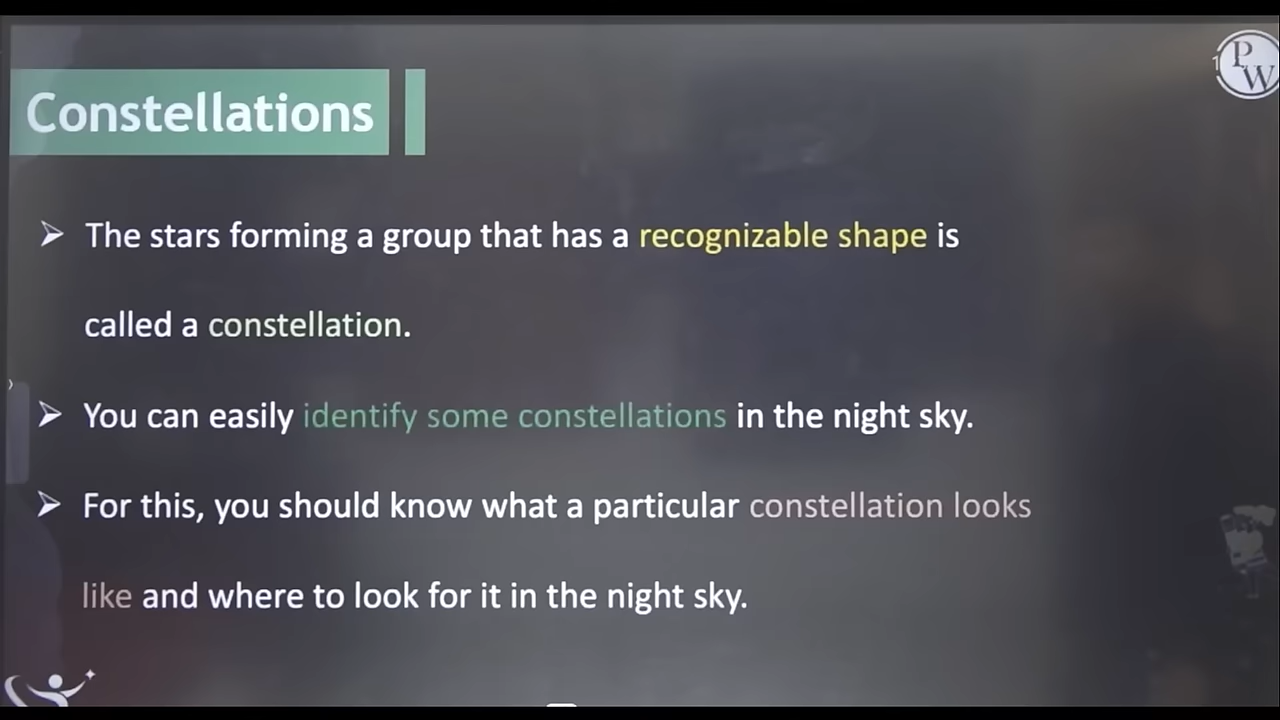 PW
Constellations
➢ The stars forming a group that has a recognizable shape is
called a constellation.
➢ You can easily identify some constellations in the night sky.
➢ For this, you should know what a particular constellation looks
like and where to look for it in the night sky.